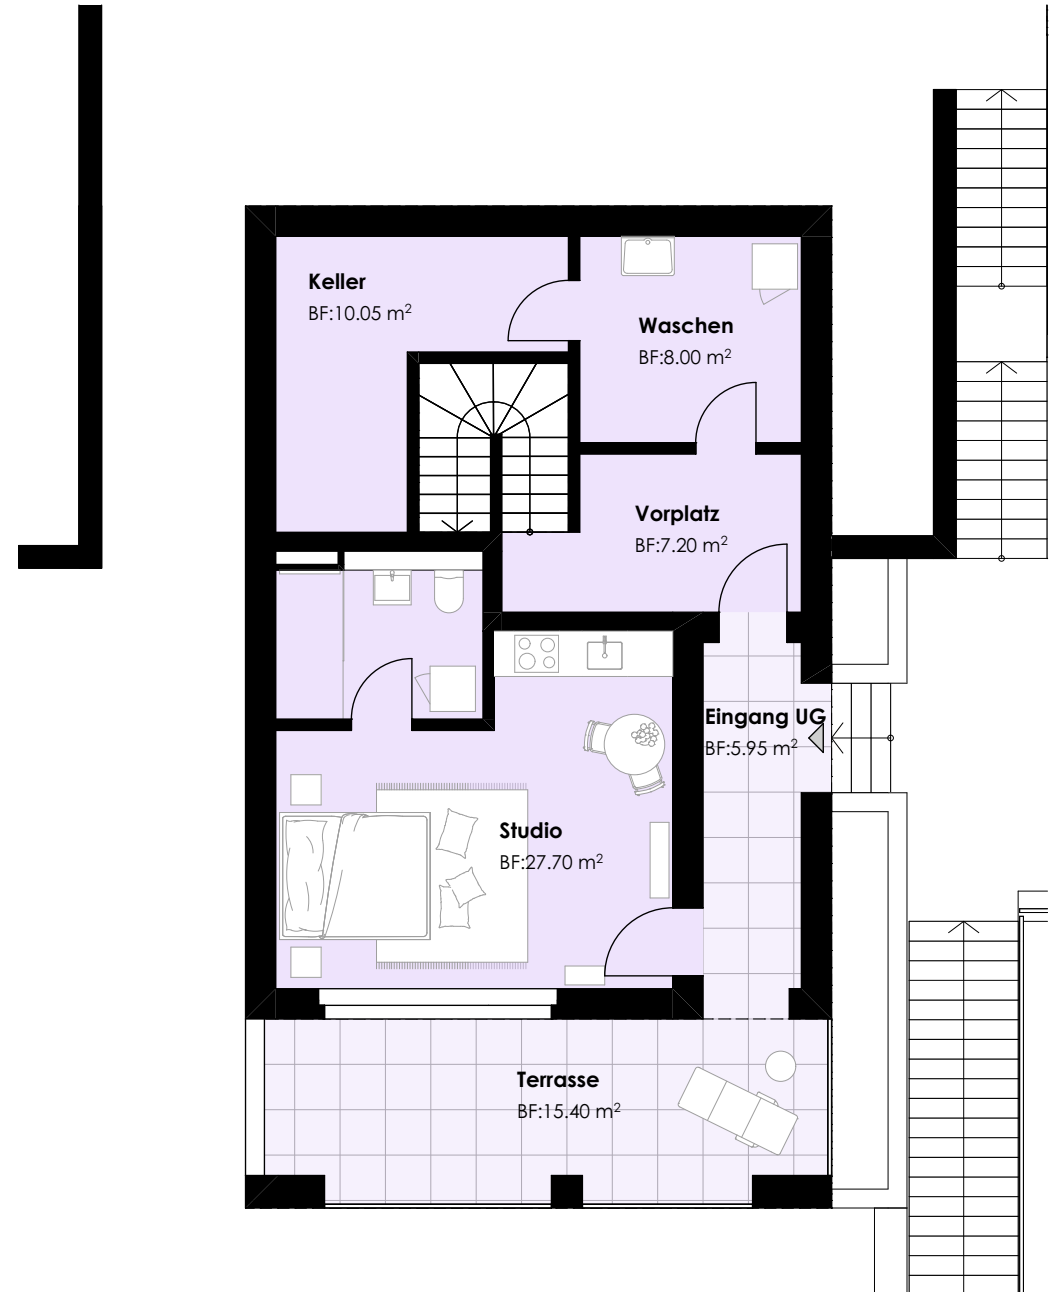 Keller
BF:10.05 m²
Waschen
BF:8.00 m²
Vorplatz
BF:7.20 m²
Eingang UG
BF:5.95 m²
Studio
BF:27.70 m²
Terrasse
BF:15.40 m²